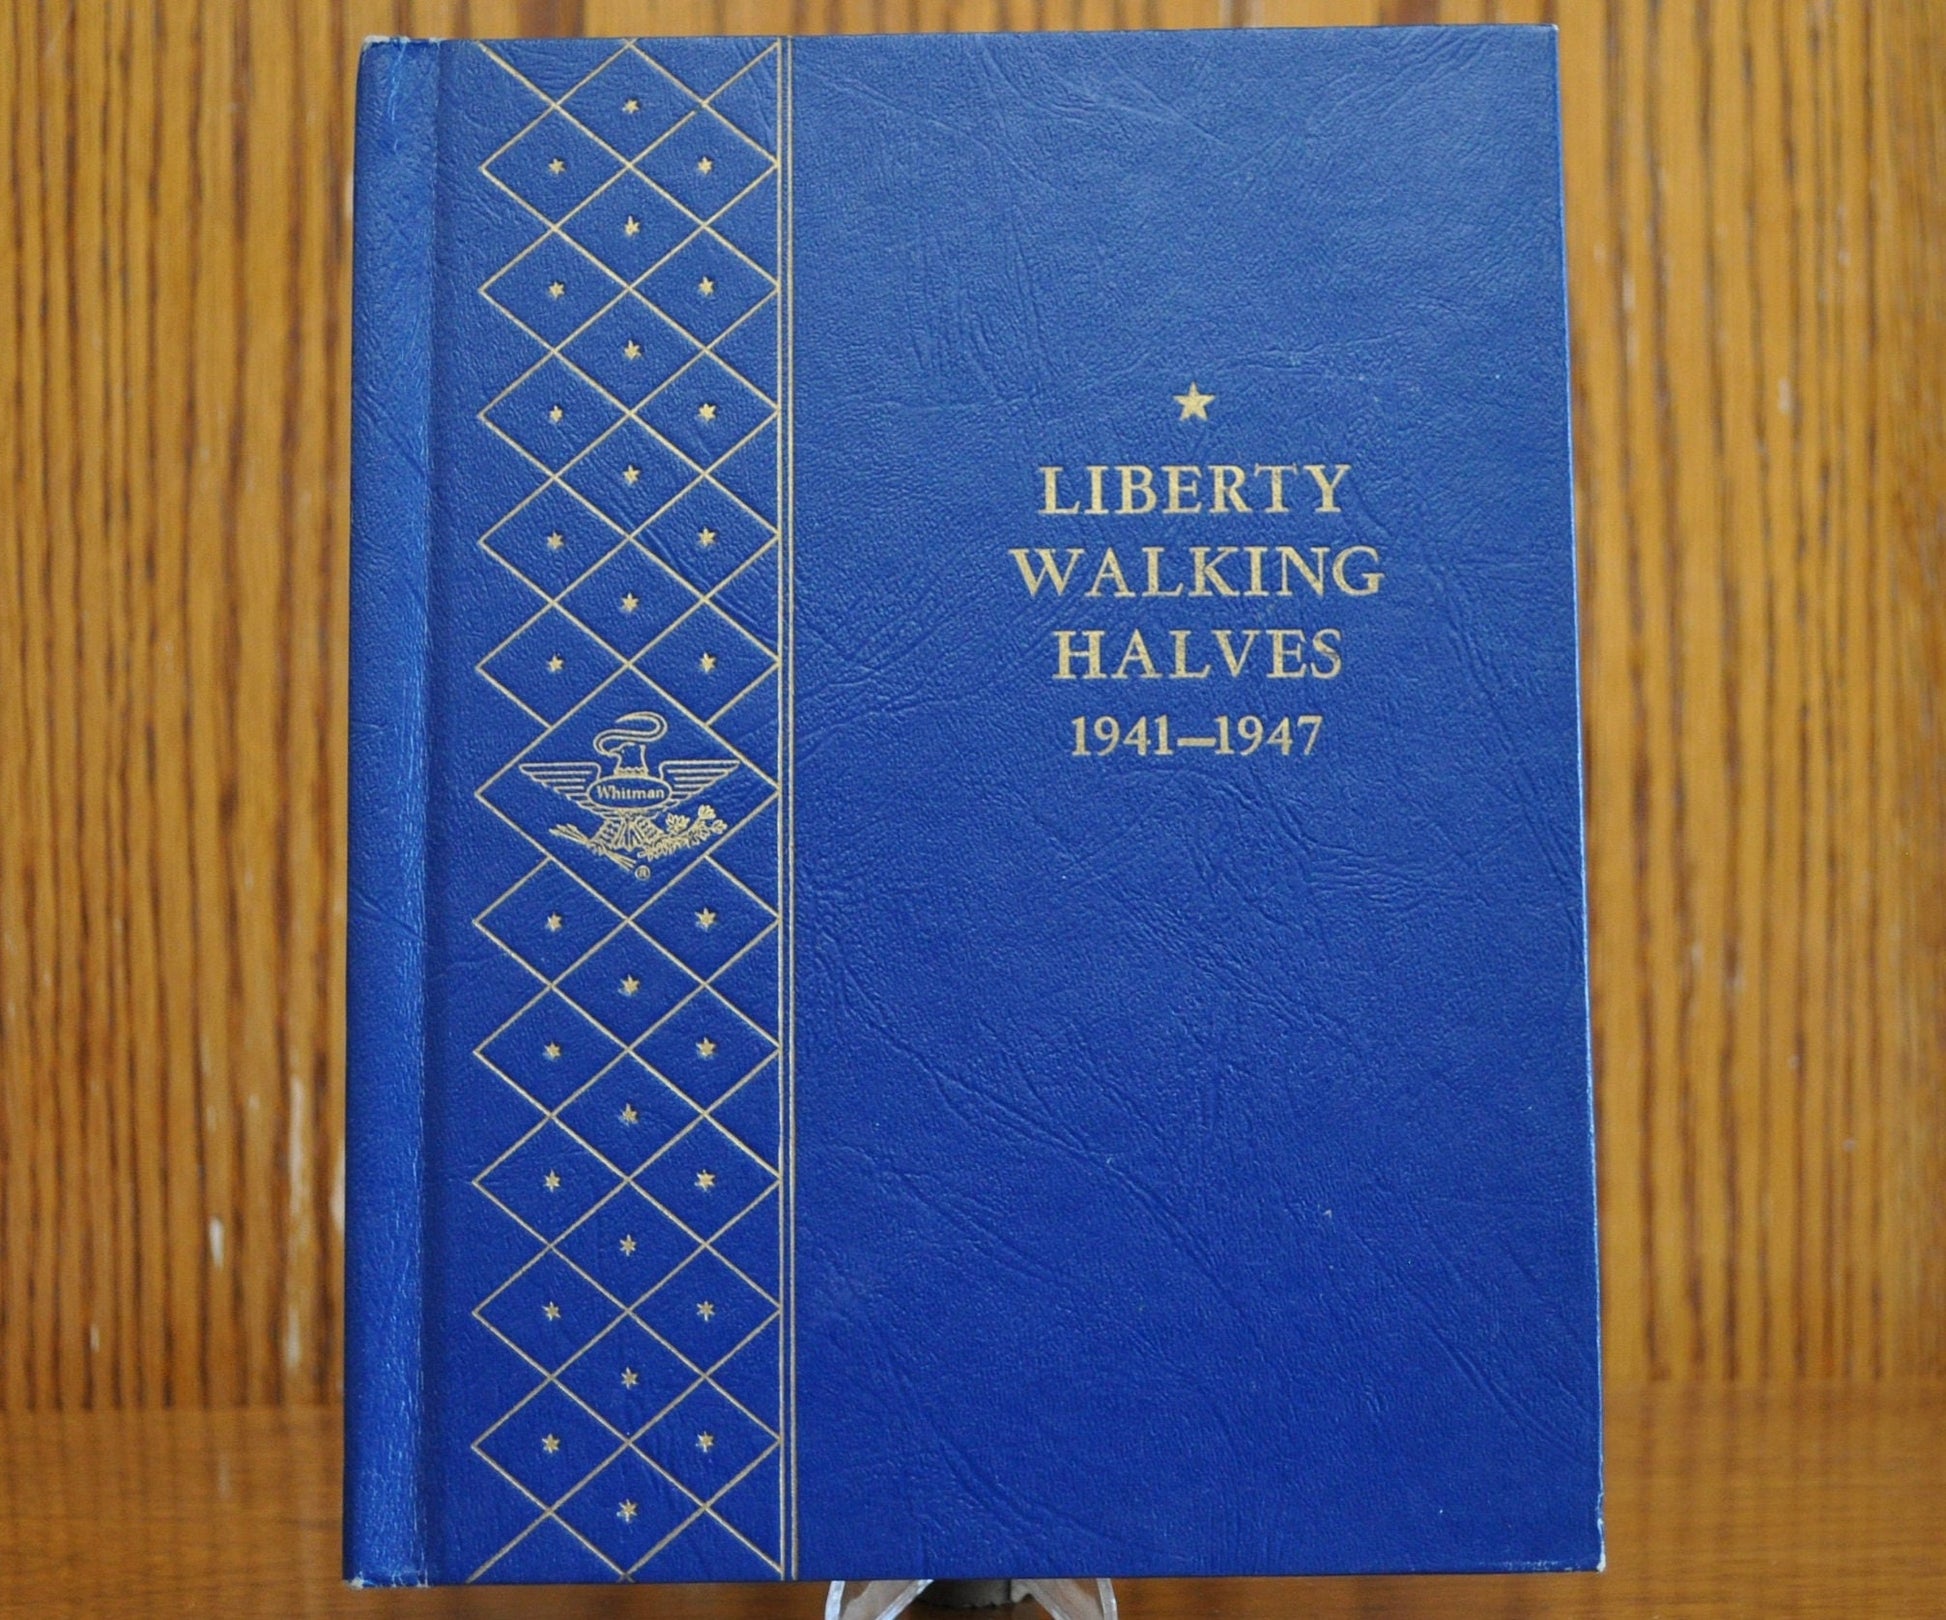 LIBERTY
WALKING
HALVES
1941–1947
Whitman
®